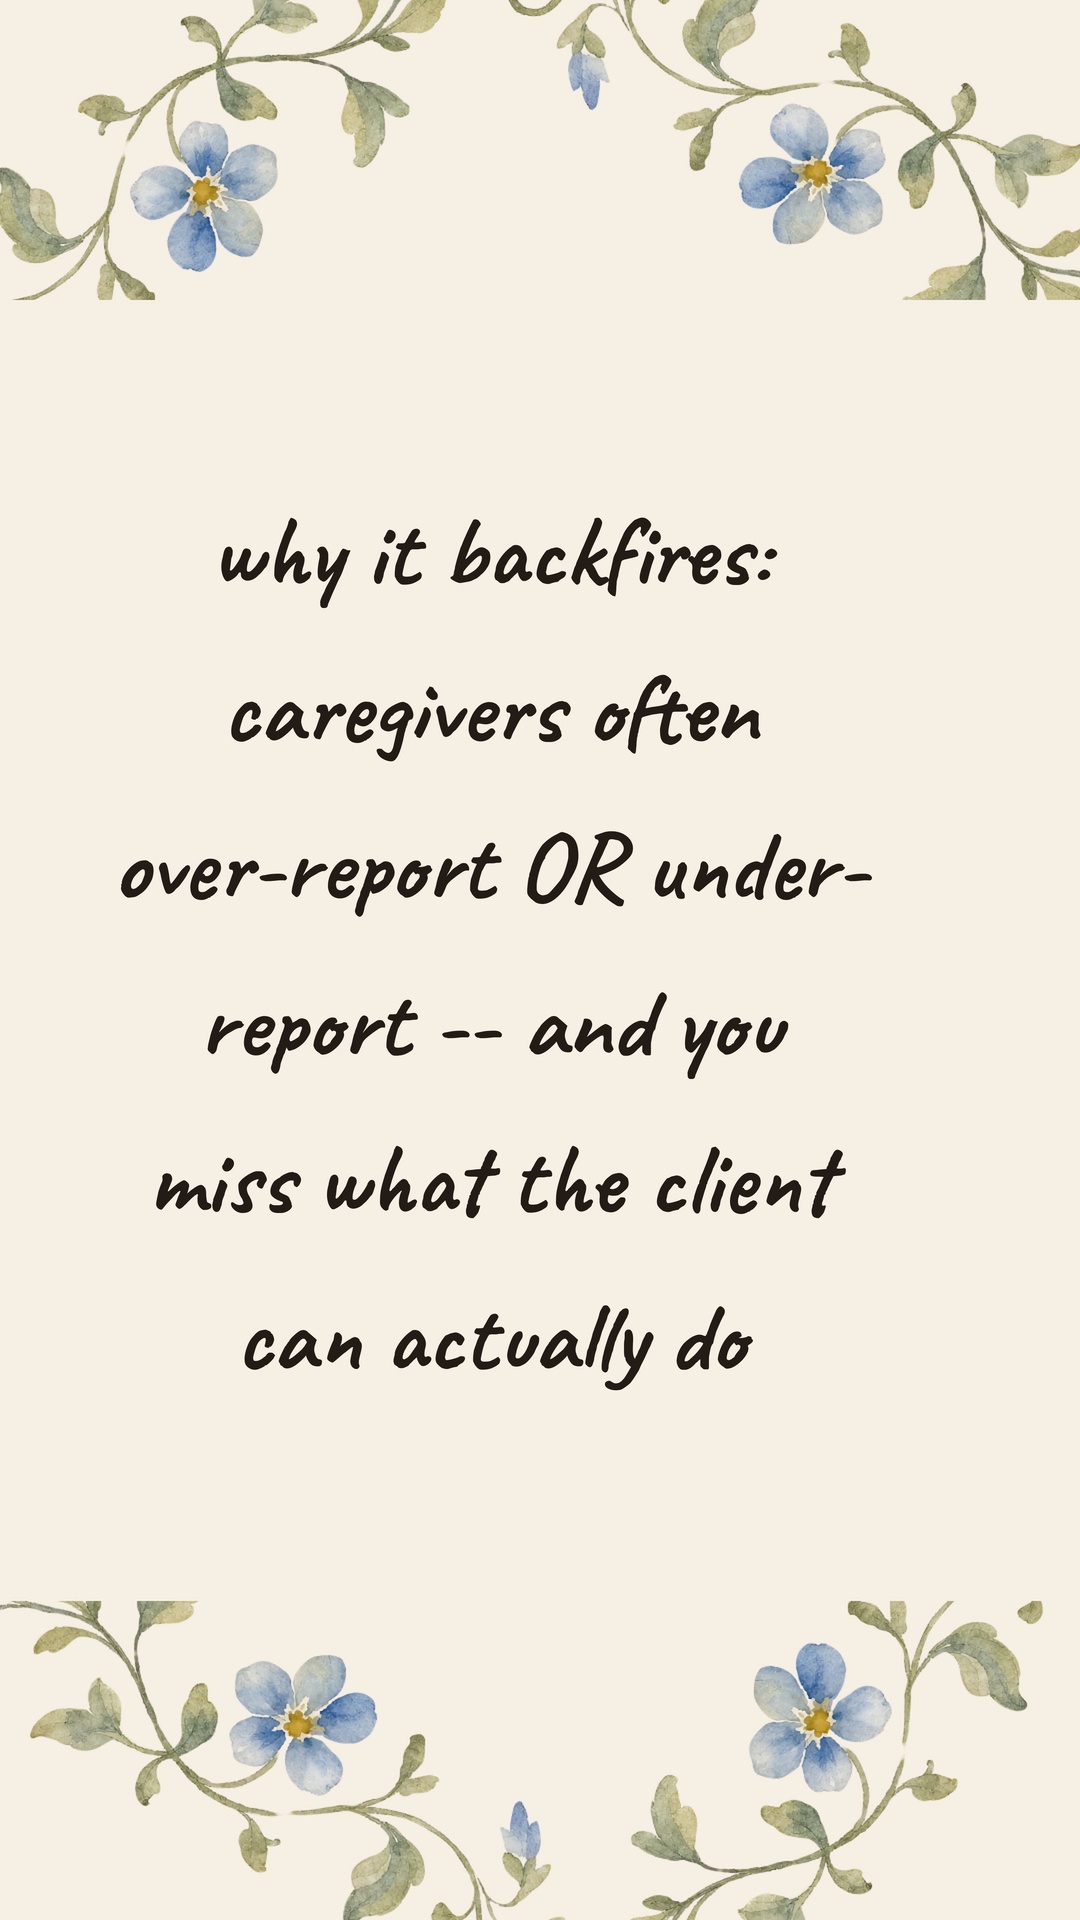 why it backfires:
caregivers often
over-report OR under-
report -- and you
miss what the client
can actually do